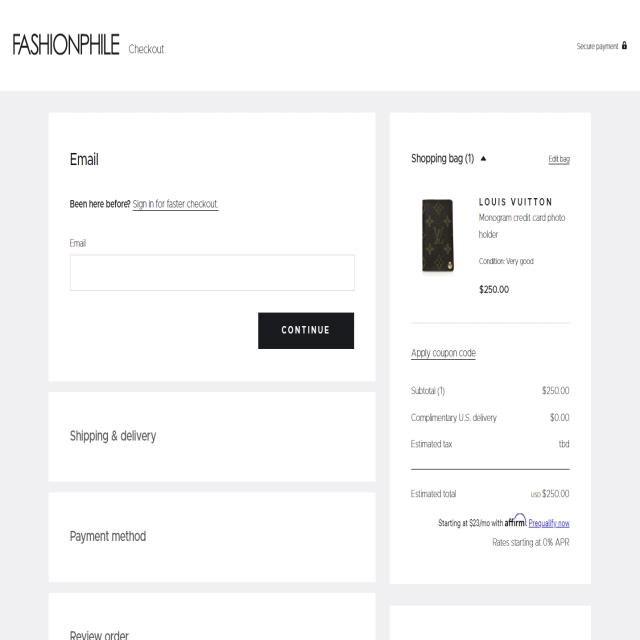 FASHIONPHILE Checkout
Secure payment
Email
Been here before? Sign in for faster checkout.
Email
CONTINUE
Shipping & delivery
Payment method
Review order
Shopping bag (1)
Edit bag
LOUIS VUITTON
Monogram credit card photo
holder
Condition: Very good
$250.00
Apply coupon code
Subtotal (1) $250.00
Complimentary U.S. delivery $0.00
Estimated tax tbd
Estimated total USD $250.00
Starting at $23/mo with affirm Prequalify now
Rates starting at 0% APR